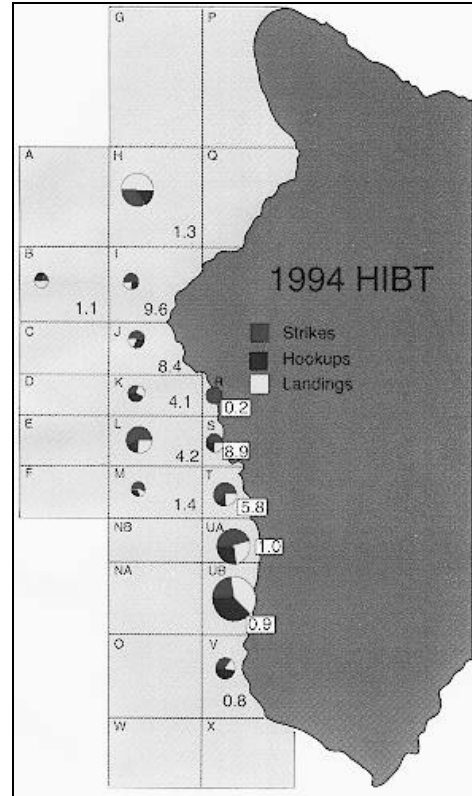 G P
A H Q
1.3
B I
1.1 9.6
1994 HIBT
Strikes
Hookups
Landings
C J
8.4
D K 4.1 R
0.2
E L S
4.2 8.9
F M T
1.4 5.8
NB UA
1.0
NA UB
0.9
O V
0.8
W X